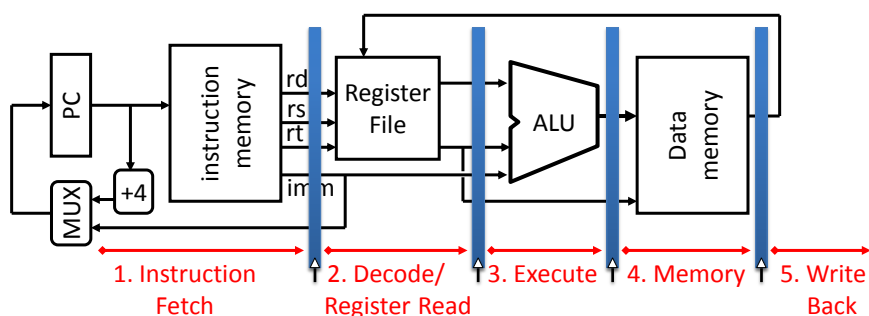 PC
+4
MUX
instruction
memory
rd
rs
rt
imm
Register
File
ALU
Data
memory
1. Instruction
Fetch
2. Decode/
Register Read
3. Execute
4. Memory
5. Write
Back